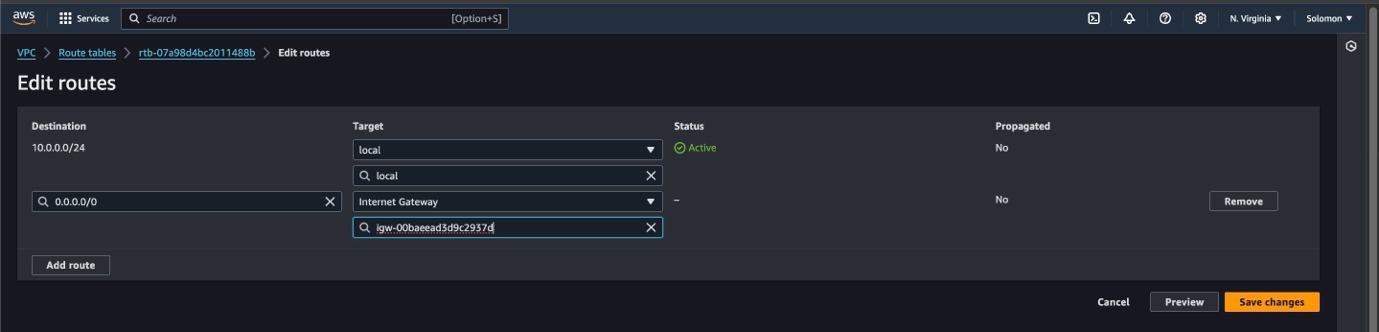 aws Services Search [Option+S] N. Virginia Solomon
VPC Route tables rtb-07a98d4bc2011488b Edit routes
Edit routes
Destination Target Status Propagated
10.0.0.0/24 local Active No
local
0.0.0.0/0 Internet Gateway – No Remove
igw-00baeead3d9c2937d
Add route
Cancel Preview Save changes